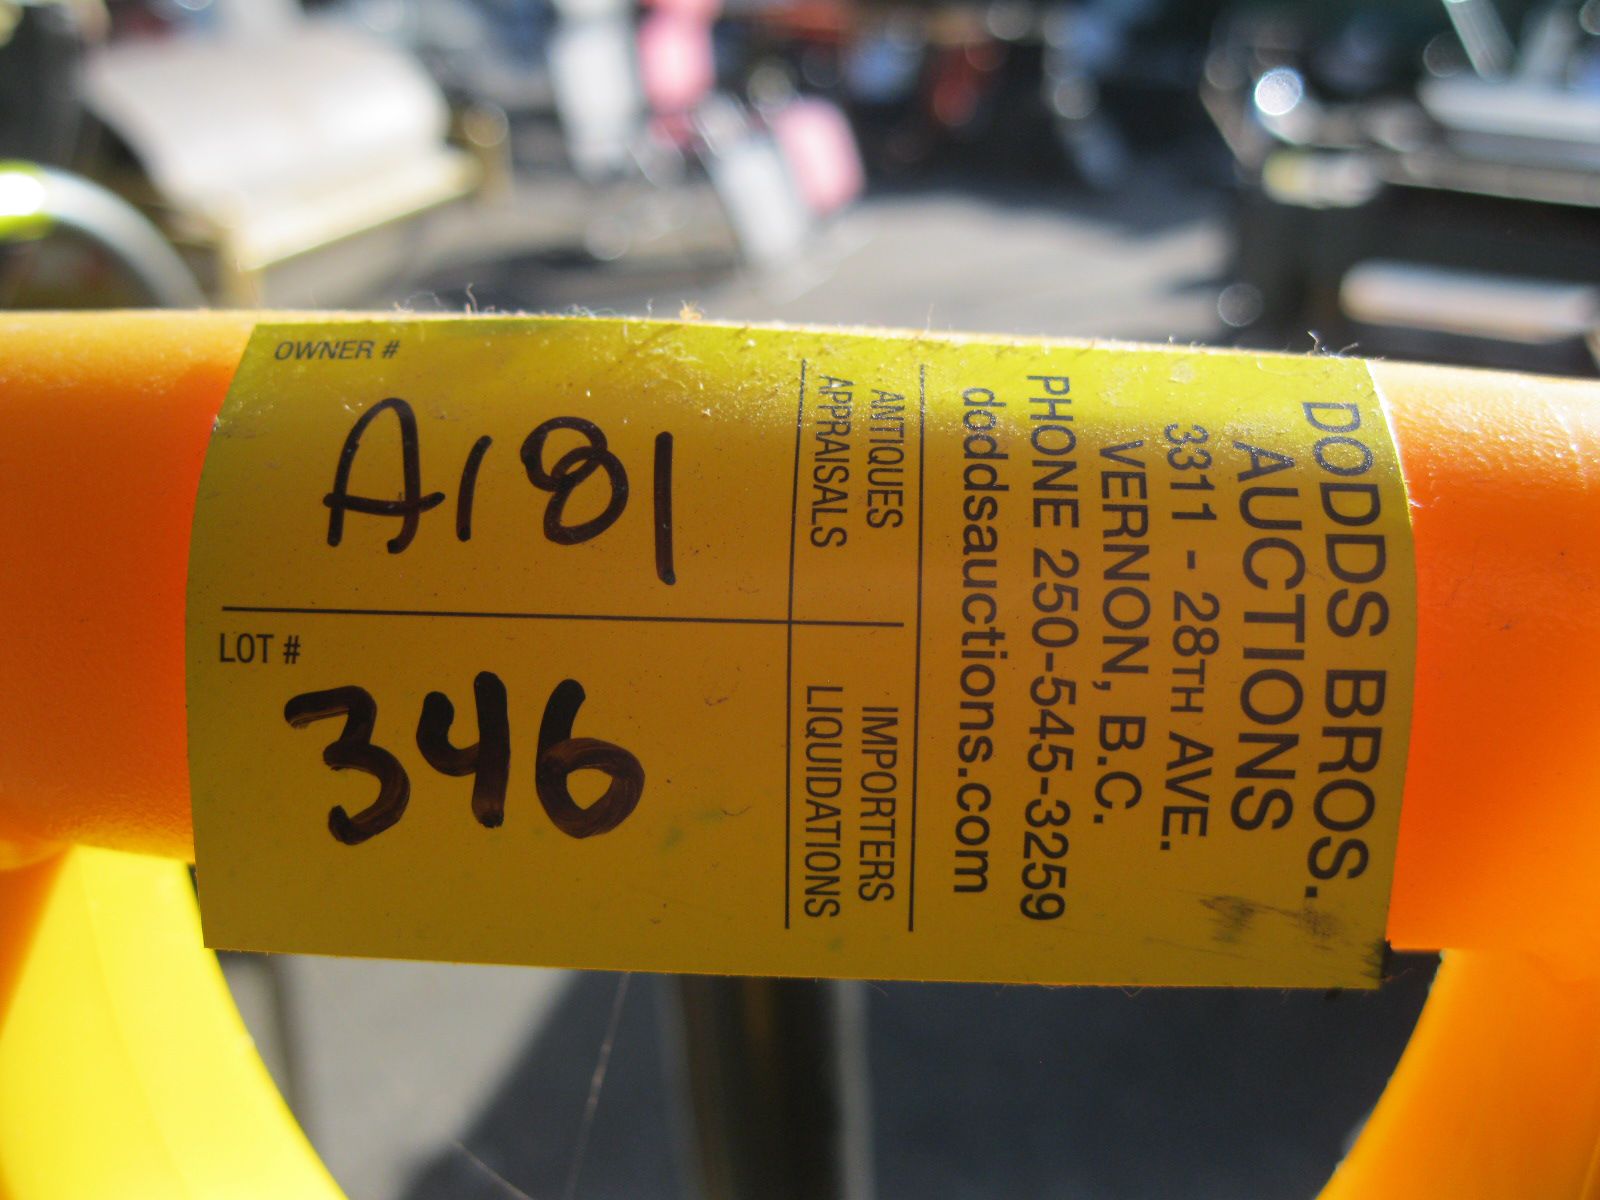 DODDS BROS.
AUCTIONS
3311 - 28TH AVE.
VERNON, B.C.
PHONE 250-545-3259
doddsauctions.com
ANTIQUES
APPRAISALS
IMPORTERS
LIQUIDATIONS
OWNER #
A181
LOT #
346